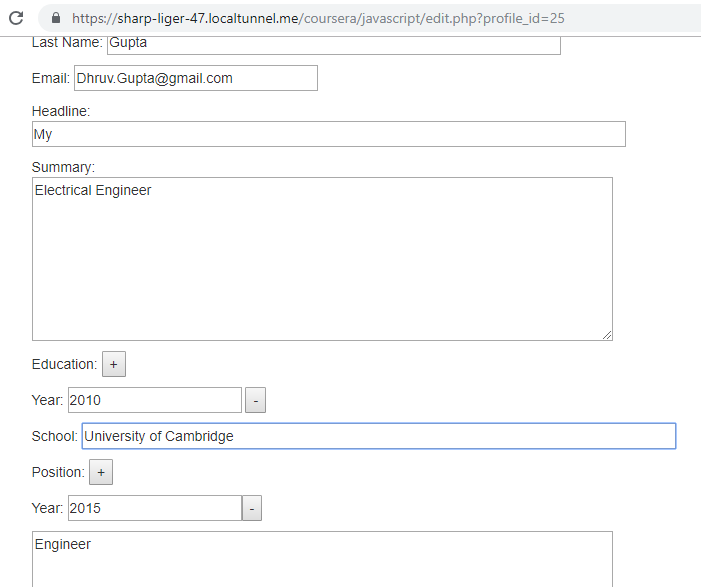 https://sharp-liger-47.localtunnel.me/coursera/javascript/edit.php?profile_id=25
Last Name: Gupta
Email: Dhruv.Gupta@gmail.com
Headline:
My
Summary:
Electrical Engineer
Education: +
Year: 2010 -
School: University of Cambridge
Position: +
Year: 2015 -
Engineer